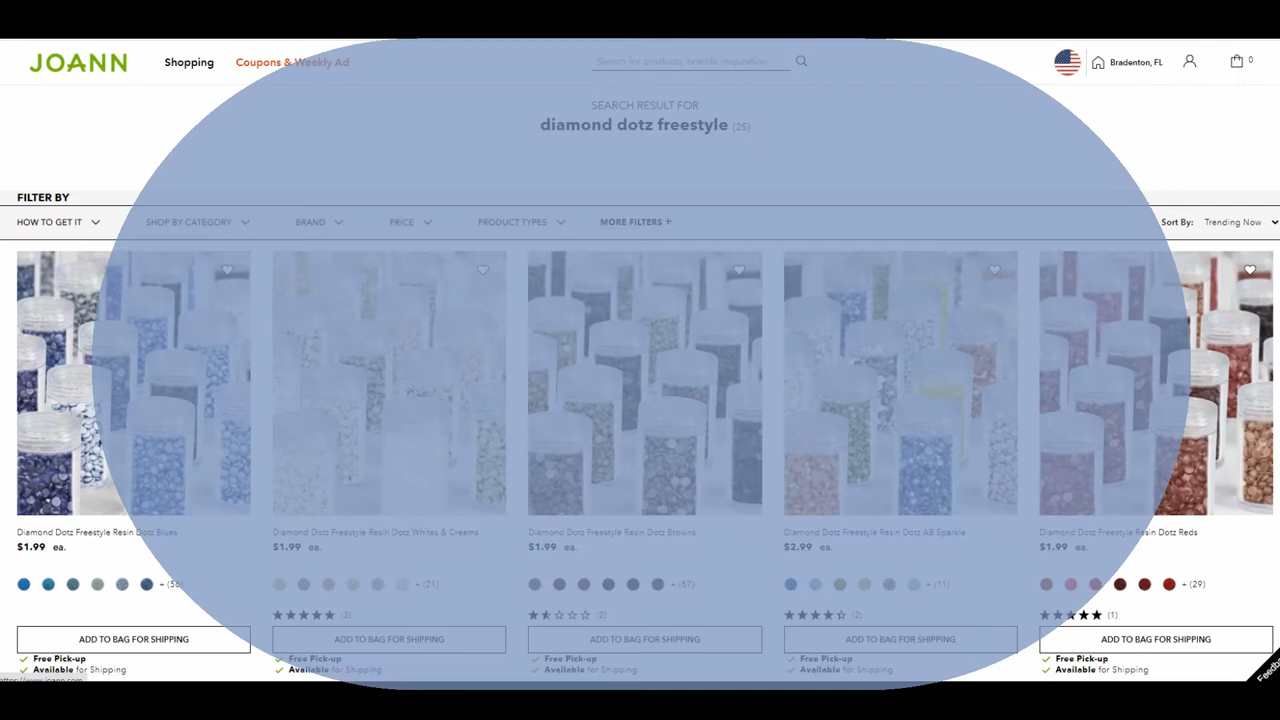 JOANN
Shopping
Coupons & Weekly Ad
Search for products, brands, inspiration
Bradenton, FL
0
SEARCH RESULT FOR
diamond dotz freestyle (25)
FILTER BY
HOW TO GET IT
SHOP BY CATEGORY
BRAND
PRICE
PRODUCT TYPES
MORE FILTERS +
Sort By:
Trending Now
Diamond Dotz Freestyle Resin Dotz Blues
Diamond Dotz Freestyle Resin Dotz Whites & Creams
Diamond Dotz Freestyle Resin Dotz Browns
Diamond Dotz Freestyle Resin Dotz AB Sparkle
Diamond Dotz Freestyle Resin Dotz Reds
$1.99 ea.
$1.99 ea.
$1.99 ea.
$2.99 ea.
$1.99 ea.
+ (21)
+ (57)
+ (11)
+ (29)
(3)
(2)
(2)
(1)
ADD TO BAG FOR SHIPPING
ADD TO BAG FOR SHIPPING
ADD TO BAG FOR SHIPPING
ADD TO BAG FOR SHIPPING
ADD TO BAG FOR SHIPPING
Free Pick-up
Free Pick-up
Free Pick-up
Free Pick-up
Free Pick-up
Available for Shipping
Available for Shipping
Available for Shipping
Available for Shipping
Available for Shipping